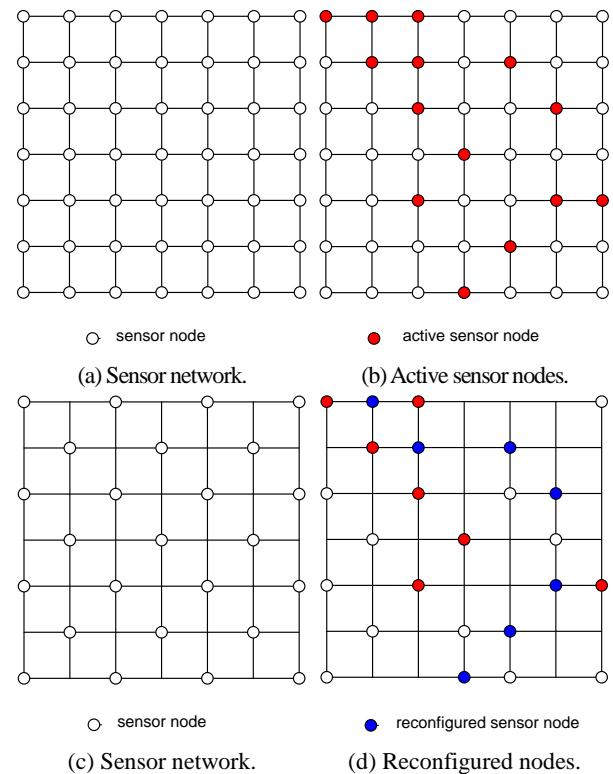 sensor node
active sensor node
(a) Sensor network.
(b) Active sensor nodes.
sensor node
reconfigured sensor node
(c) Sensor network.
(d) Reconfigured nodes.